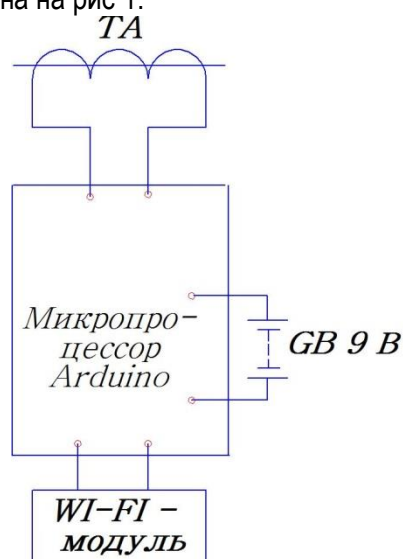 на на рис 1.
TA
Микропро-
цессор
Arduino
GB 9 В
WI-FI -
модуль